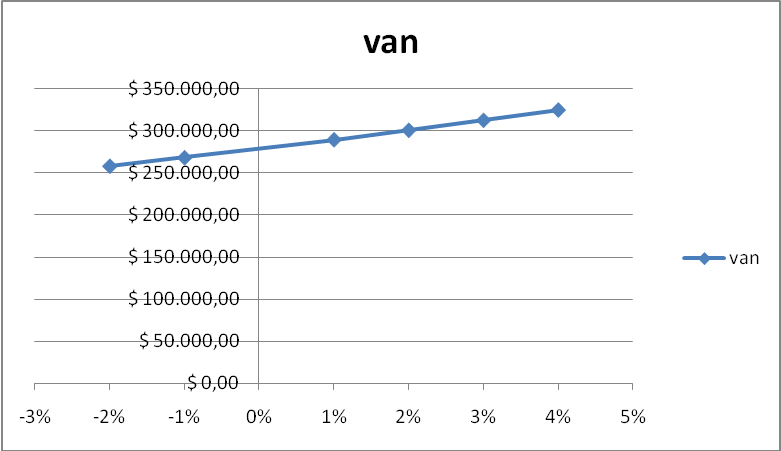 van
$ 350.000,00
$ 300.000,00
$ 250.000,00
$ 200.000,00
$ 150.000,00
$ 100.000,00
$ 50.000,00
$ 0,00
-3% -2% -1% 0% 1% 2% 3% 4% 5%
van